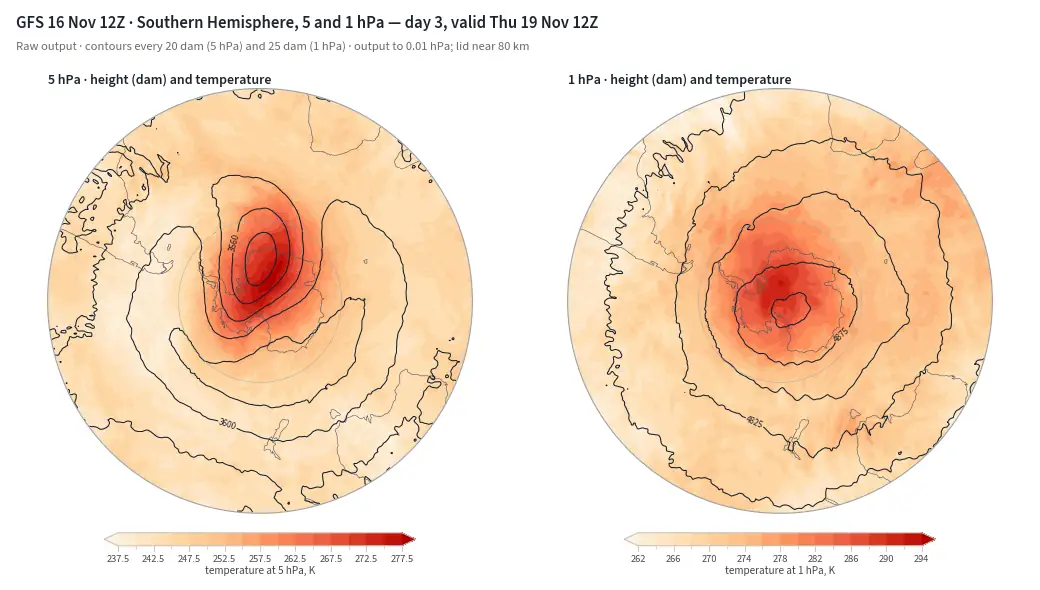 GFS 16 Nov 12Z · Southern Hemisphere, 5 and 1 hPa — day 3, valid Thu 19 Nov 12Z
Raw output · contours every 20 dam (5 hPa) and 25 dam (1 hPa) · output to 0.01 hPa; lid near 80 km
5 hPa · height (dam) and temperature
1 hPa · height (dam) and temperature
3560
3600
4875
4825
237.5 242.5 247.5 252.5 257.5 262.5 267.5 272.5 277.5
temperature at 5 hPa, K
262 266 270 274 278 282 286 290 294
temperature at 1 hPa, K